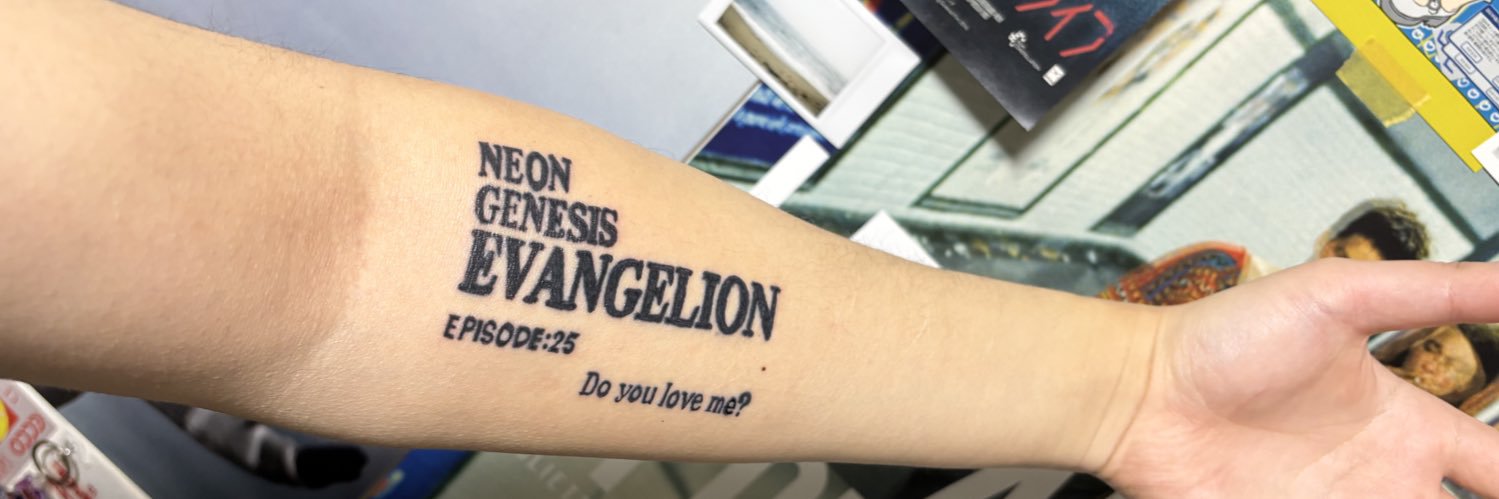 NEON
GENESIS
EVANGELION
EPISODE:25
Do you love me?